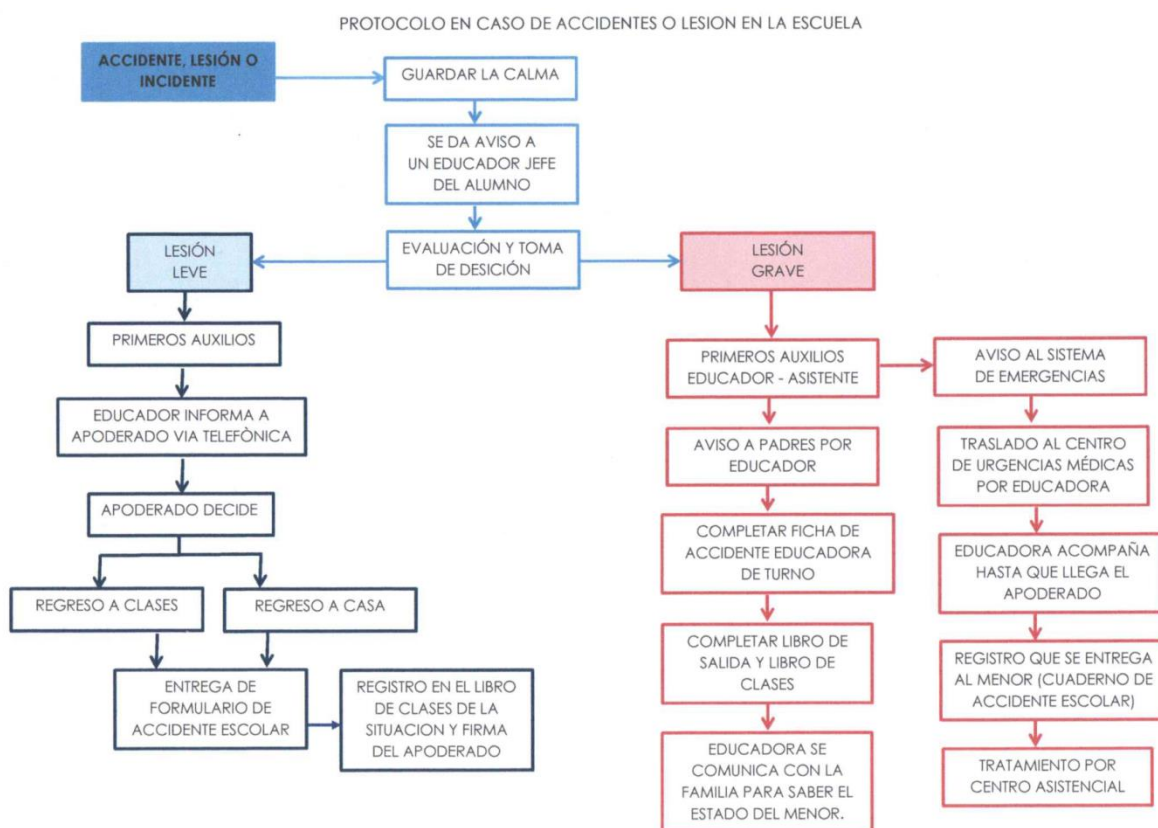 PROTOCOLO EN CASO DE ACCIDENTES O LESION EN LA ESCUELA
ACCIDENTE, LESIÓN O
INCIDENTE
GUARDAR LA CALMA
SE DA AVISO A
UN EDUCADOR JEFE
DEL ALUMNO
EVALUACIÓN Y TOMA
DE DESICIÓN
LESIÓN
LEVE
PRIMEROS AUXILIOS
EDUCADOR INFORMA A
APODERADO VIA TELEFÒNICA
APODERADO DECIDE
REGRESO A CLASES
REGRESO A CASA
ENTREGA DE
FORMULARIO DE
ACCIDENTE ESCOLAR
REGISTRO EN EL LIBRO
DE CLASES DE LA
SITUACION Y FIRMA
DEL APODERADO
LESIÓN
GRAVE
PRIMEROS AUXILIOS
EDUCADOR - ASISTENTE
AVISO A PADRES POR
EDUCADOR
COMPLETAR FICHA DE
ACCIDENTE EDUCADORA
DE TURNO
COMPLETAR LIBRO DE
SALIDA Y LIBRO DE
CLASES
EDUCADORA SE
COMUNICA CON LA
FAMILIA PARA SABER EL
ESTADO DEL MENOR.
AVISO AL SISTEMA
DE EMERGENCIAS
TRASLADO AL CENTRO
DE URGENCIAS MÉDICAS
POR EDUCADORA
EDUCADORA ACOMPAÑA
HASTA QUE LLEGA EL
APODERADO
REGISTRO QUE SE ENTREGA
AL MENOR (CUADERNO DE
ACCIDENTE ESCOLAR)
TRATAMIENTO POR
CENTRO ASISTENCIAL